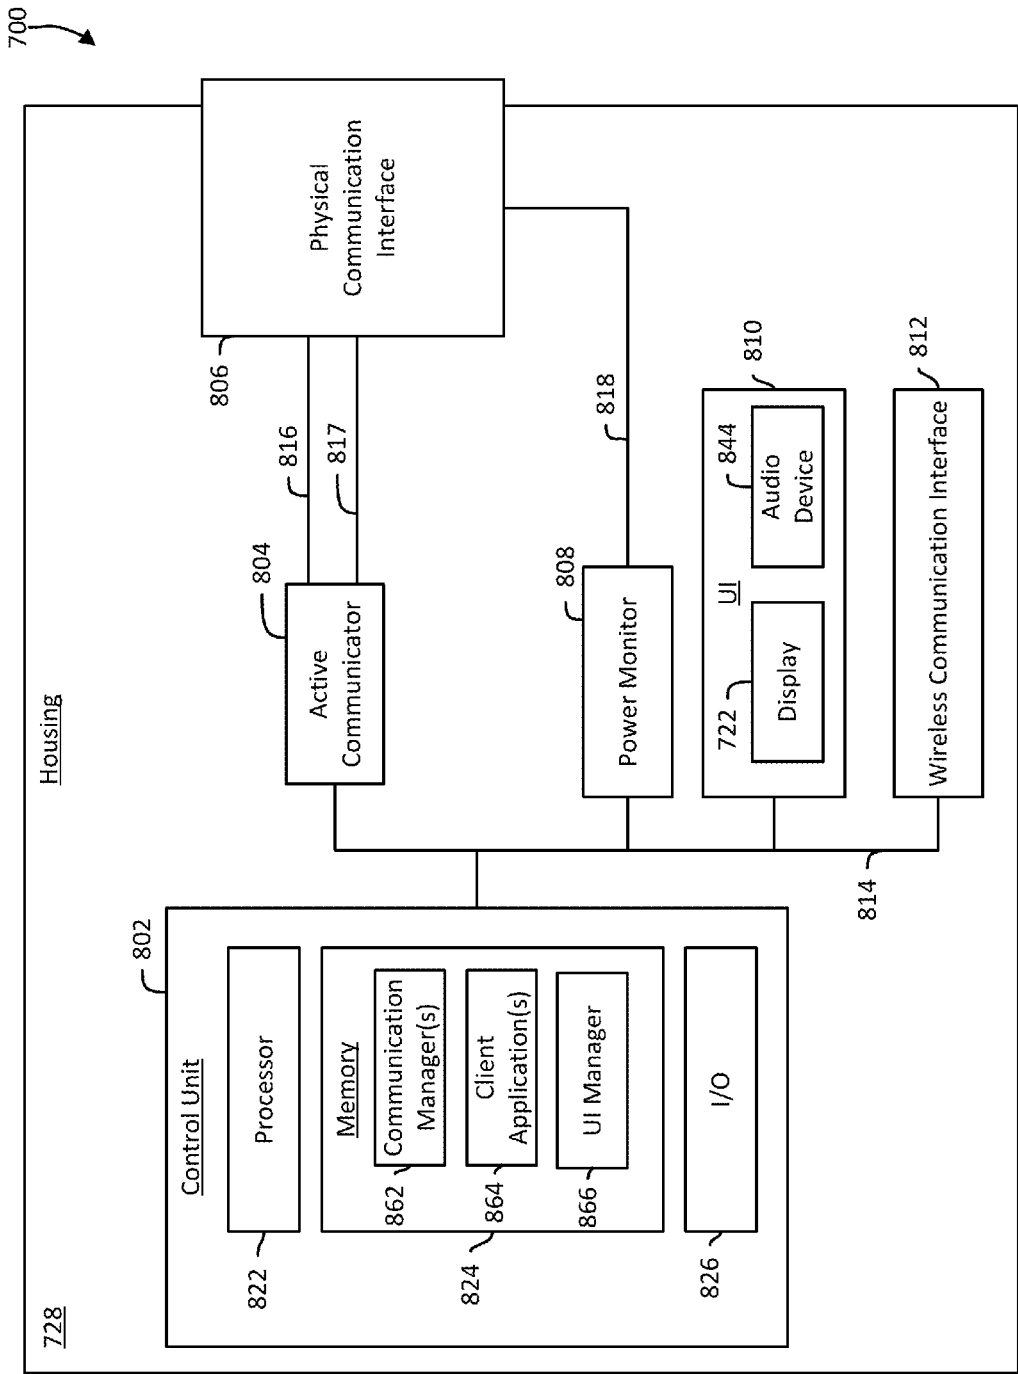 700
728
Housing
802
Control Unit
822
Processor
824
Memory
862
Communication
Manager(s)
864
Client
Application(s)
866
UI Manager
826
I/O
804
Active
Communicator
816
817
806
Physical
Communication
Interface
808
Power Monitor
818
810
UI
722
Display
844
Audio
Device
812
Wireless Communication Interface
814